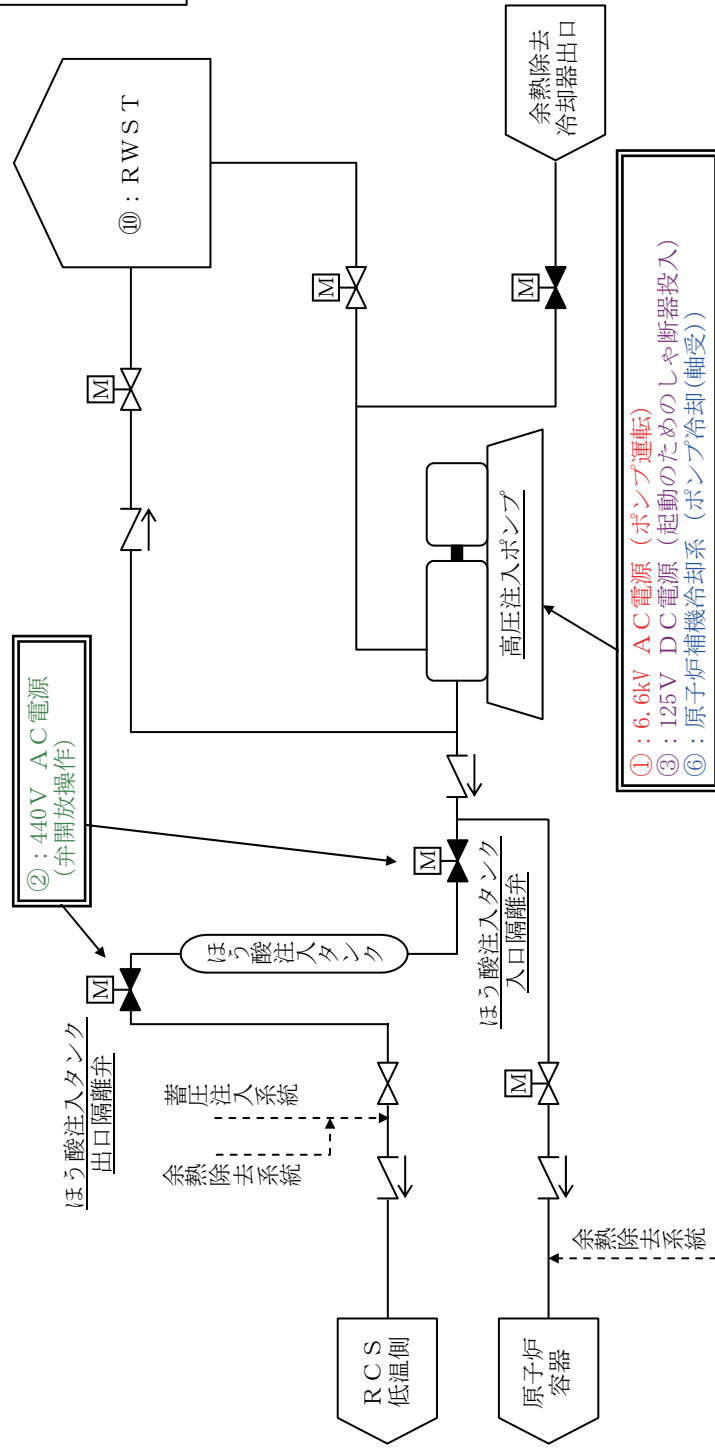 ⑩：ＲＷＳＴ
余熱除去
冷却器出口
M
M
M
②：440V ＡＣ電源
(弁開放操作)
高圧注入ポンプ
①：6.6kV ＡＣ電源（ポンプ運転)
③：125V ＤＣ電源（起動のためのしゃ断器投入)
⑥：原子炉補機冷却系（ポンプ冷却(軸受))
M
M
ほう酸注入タンク
ほう酸注入タンク
出口隔離弁
ほう酸注入タンク
入口隔離弁
蓄圧注入系統
余熱除去系統
M
余熱除去系統
ＲＣＳ
低温側
原子炉
容器